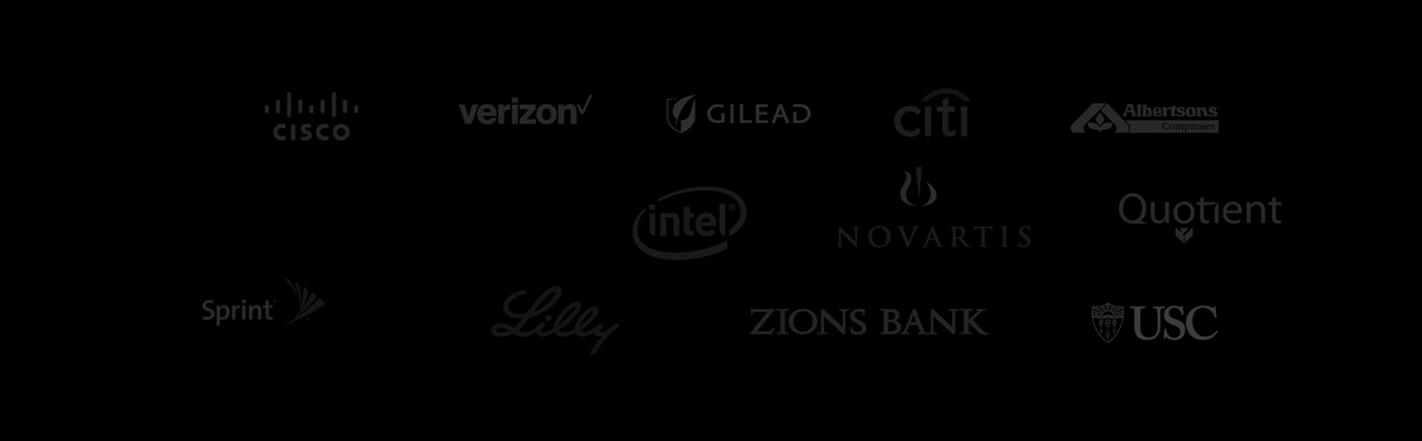 CISCO
verizon✓
GILEAD
citi
Albertsons®
Companies
intel®
NOVARTIS
Quotient
Sprint
Lilly
ZIONS BANK
USC